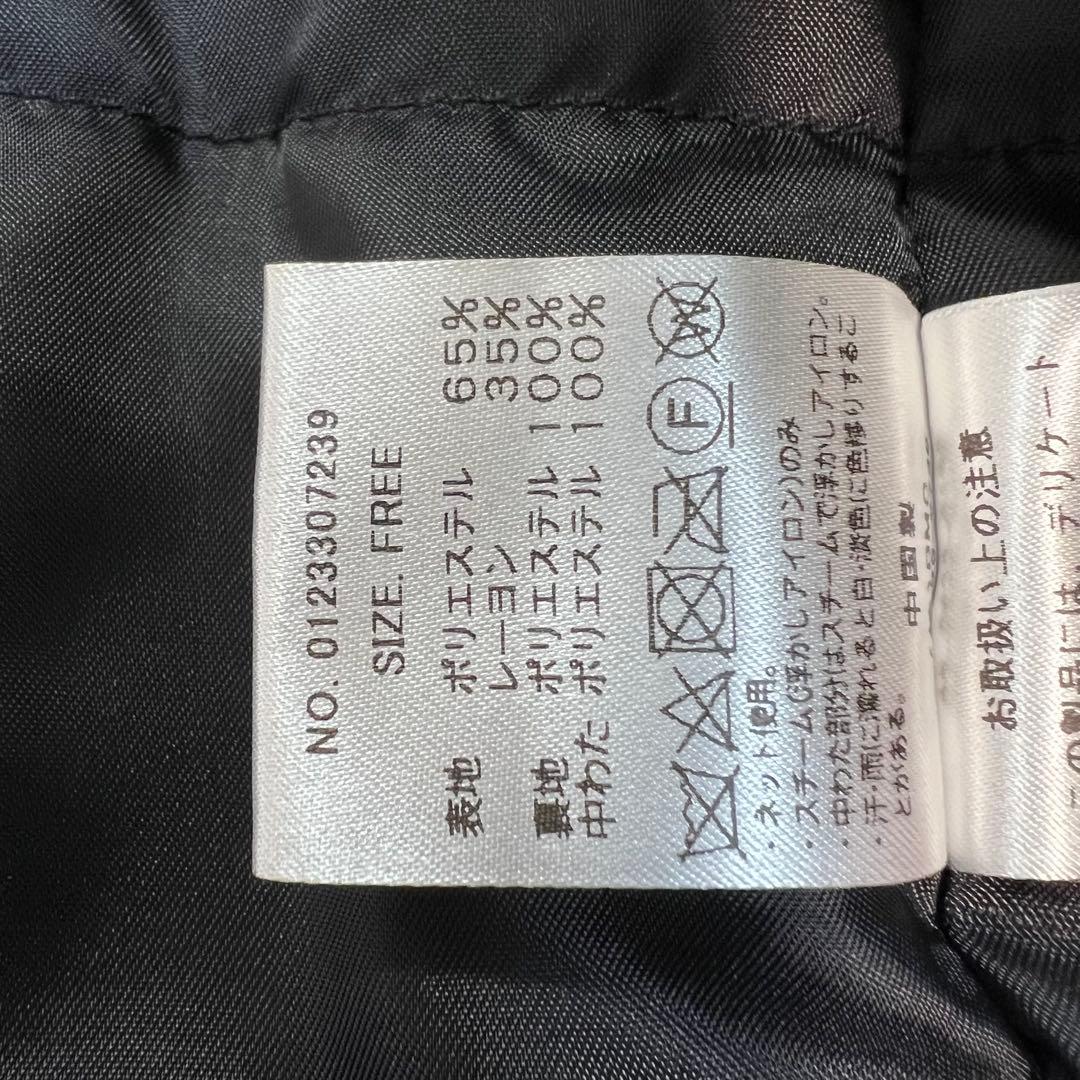 NO. 0123307239
SIZE. FREE
表地 ポリエステル 65%
レーヨン 35%
裏地 ポリエステル 100%
中わた ポリエステル 100%
F W
・ネット使用。
・スチーム(浮かしアイロン)のみ
・中わた部分はスチームで浮かしアイロン。
・汗・雨に濡れると白・淡色に色移りするこ
とがある。
中国製
お取扱い上の注意
この製品には、デリケート